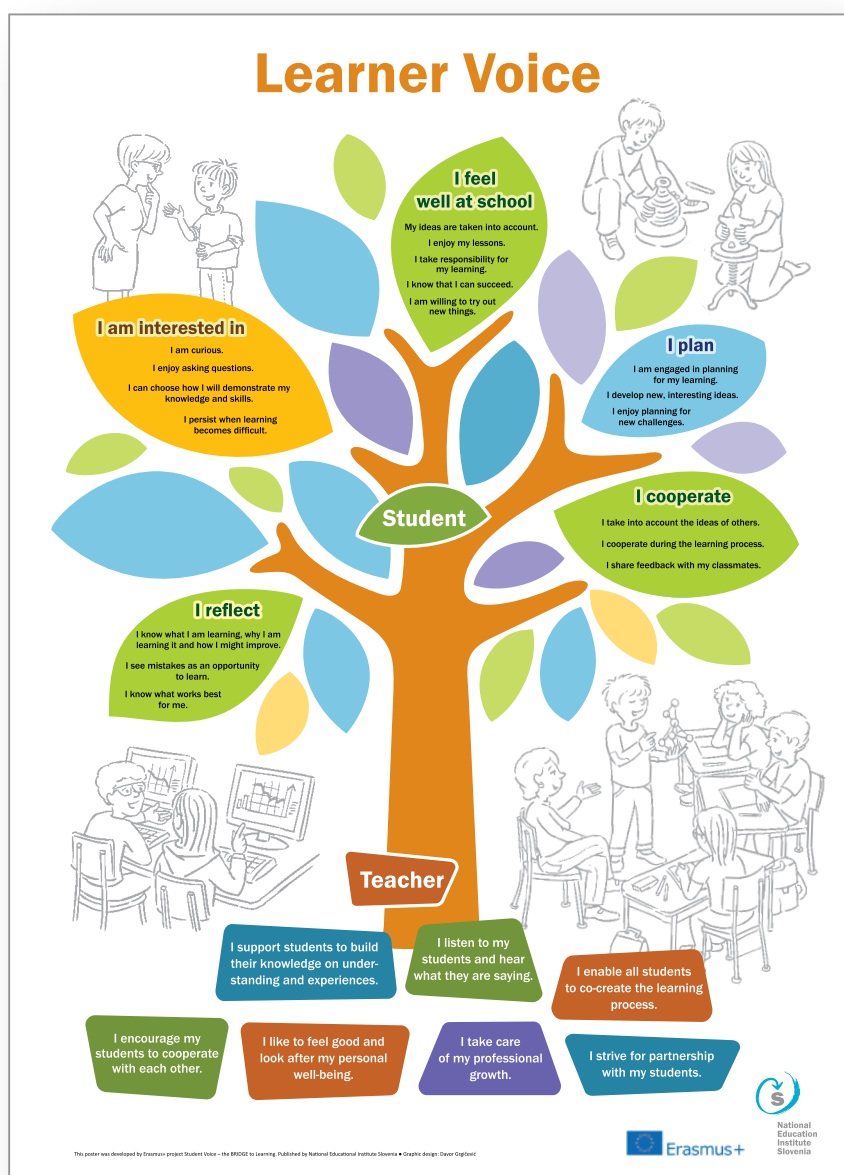 Learner Voice
I feel
well at school
My ideas are taken into account.
I enjoy my lessons.
I take responsibility for
my learning.
I know that I can succeed.
I am willing to try out
new things.
I am interested in
I am curious.
I enjoy asking questions.
I can choose how I will demonstrate my
knowledge and skills.
I persist when learning
becomes difficult.
I plan
I am engaged in planning
for my learning.
I develop new, interesting ideas.
I enjoy planning for
new challenges.
Student
I cooperate
I take into account the ideas of others.
I cooperate during the learning process.
I share feedback with my classmates.
I reflect
I know what I am learning, why I am
learning it and how I might improve.
I see mistakes as an opportunity
to learn.
I know what works best
for me.
Teacher
I support students to build
their knowledge on under-
standing and experiences.
I listen to my
students and hear
what they are saying.
I enable all students
to co-create the learning
process.
I encourage my
students to cooperate
with each other.
I like to feel good and
look after my personal
well-being.
I take care
of my professional
growth.
I strive for partnership
with my students.
This poster was developed by Erasmus+ project Student Voice – the BRIDGE to Learning. Published by National Educational Institute Slovenia ● Graphic design: Davor Grgičević
Erasmus+
S
National
Education
Institute
Slovenia